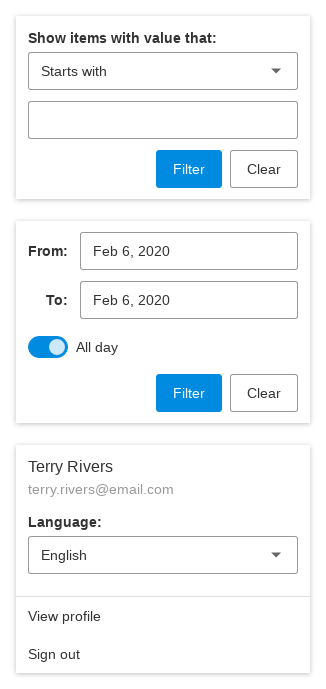 Show items with value that:
Starts with
Filter
Clear
From:
Feb 6, 2020
To:
Feb 6, 2020
All day
Filter
Clear
Terry Rivers
terry.rivers@email.com
Language:
English
View profile
Sign out